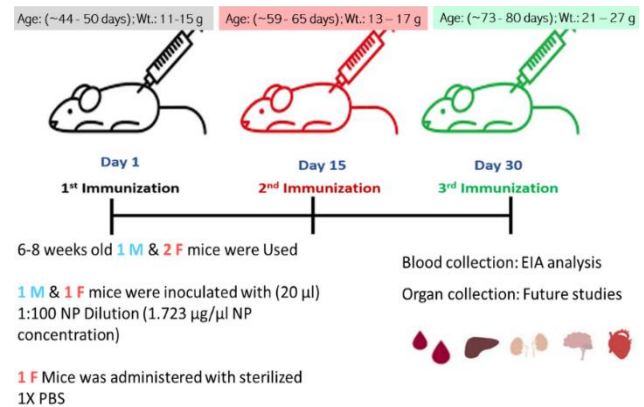 Age: (~44 - 50 days); Wt.: 11-15 g
Age: (~59 - 65 days); Wt.: 13 – 17 g
Age: (~73 - 80 days); Wt.: 21 – 27 g
Day 1
Day 15
Day 30
1st Immunization
2nd Immunization
3rd Immunization
6-8 weeks old 1 M & 2 F mice were Used
1 M & 1 F mice were inoculated with (20 µl)
1:100 NP Dilution (1.723 µg/µl NP
concentration)
1 F Mice was administered with sterilized
1X PBS
Blood collection: EIA analysis
Organ collection: Future studies